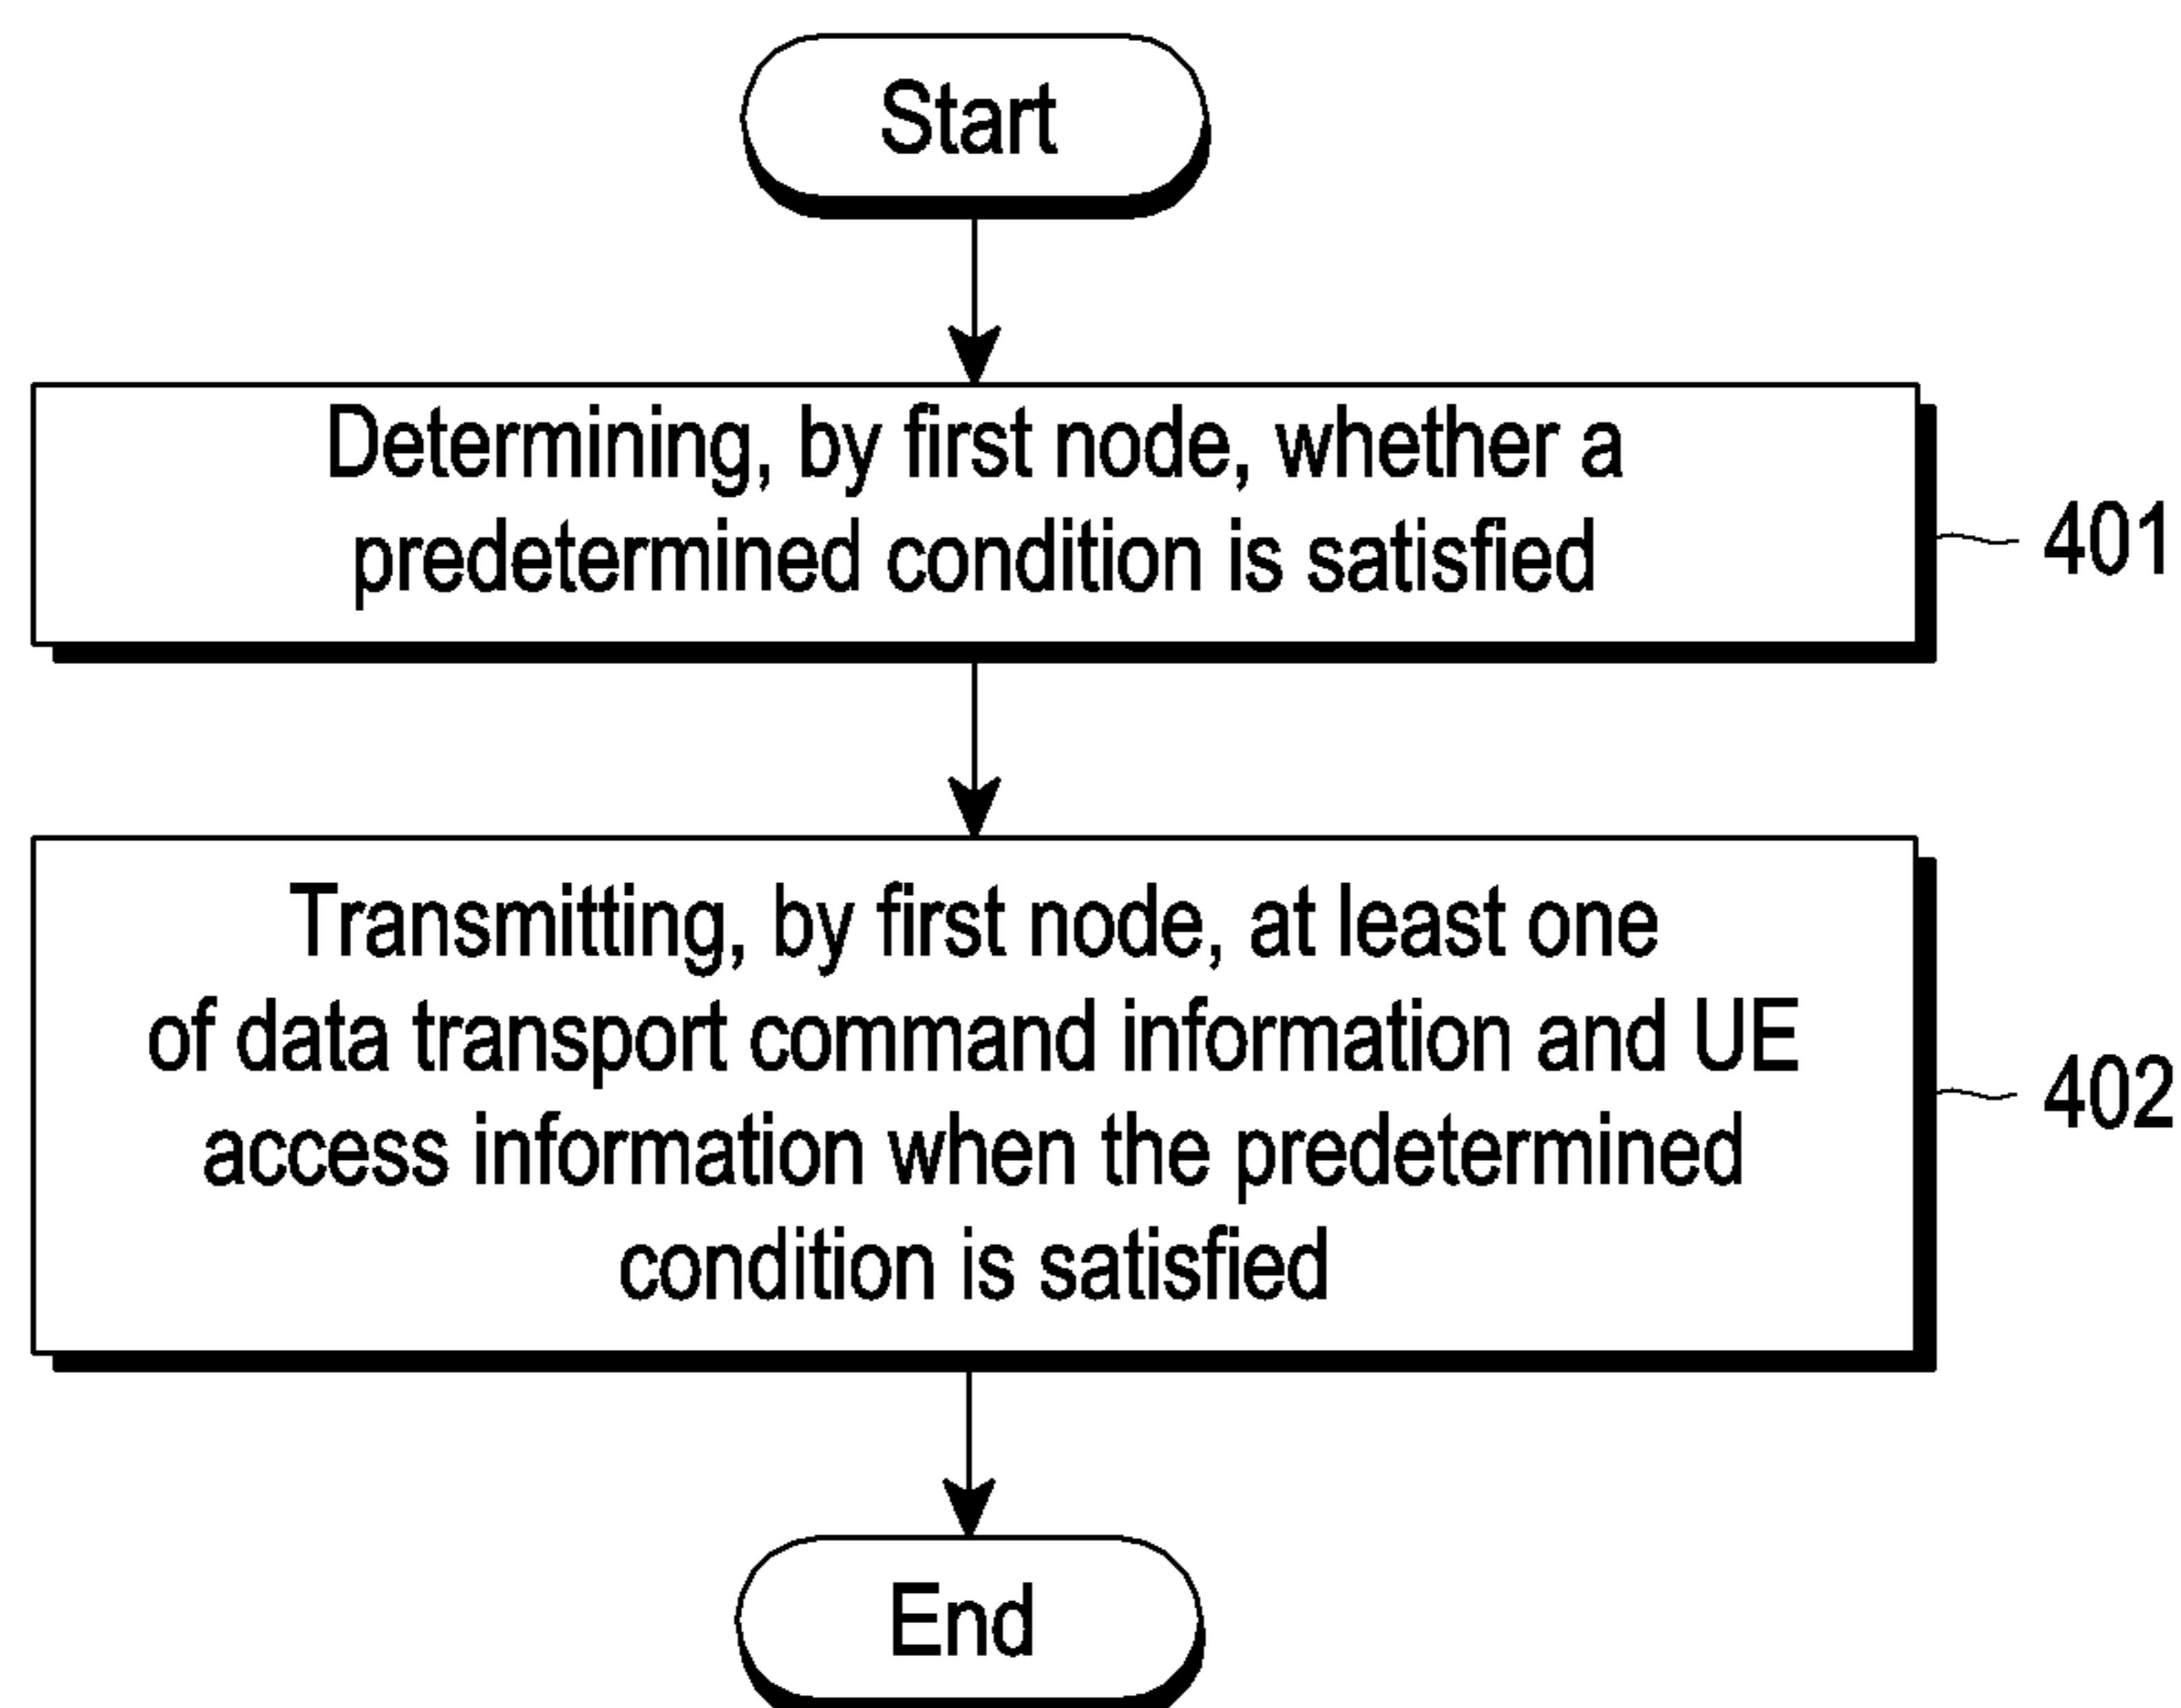 Start
Determining, by first node, whether a
predetermined condition is satisfied
401
Transmitting, by first node, at least one
of data transport command information and UE
access information when the predetermined
condition is satisfied
402
End